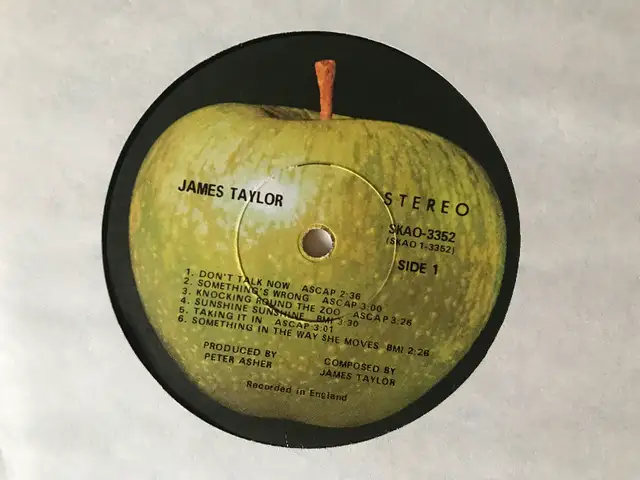 JAMES TAYLOR
STEREO
SKAO-3352
(SKAO 1-3352)
SIDE 1
1. DON'T TALK NOW ASCAP 2:36
2. SOMETHING'S WRONG ASCAP 3:00
3. KNOCKING ROUND THE ZOO ASCAP 3:26
4. SUNSHINE SUNSHINE BMI 3:30
5. TAKING IT IN ASCAP 3:01
6. SOMETHING IN THE WAY SHE MOVES BMI 2:26
PRODUCED BY
PETER ASHER
COMPOSED BY
JAMES TAYLOR
Recorded in England